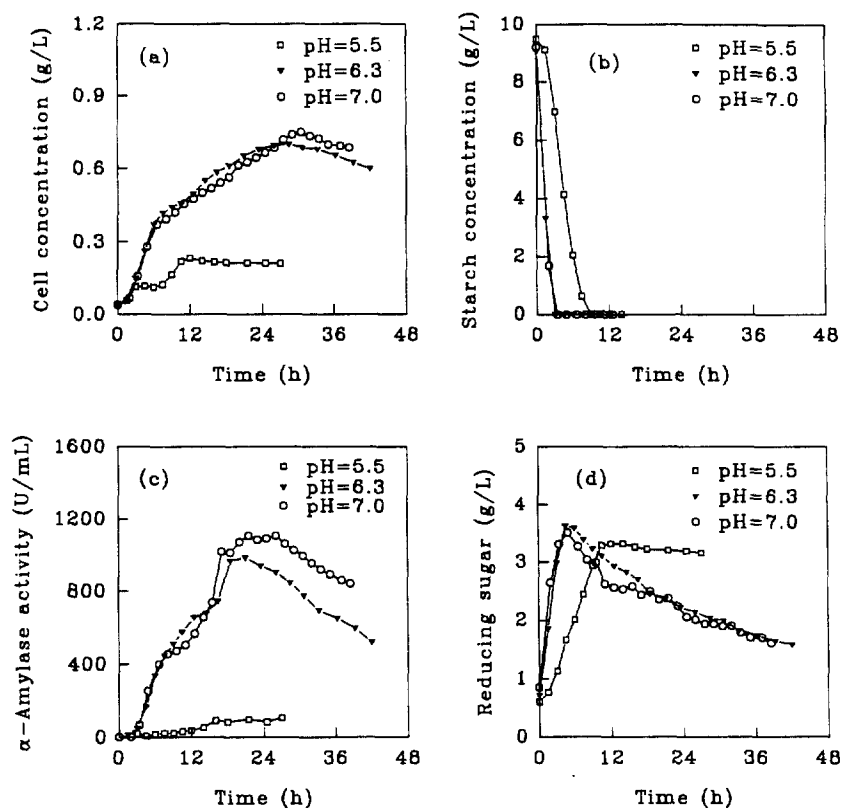 Cell concentration (g/L)
1.2
0.9
0.6
0.3
0.0
(a)
pH=5.5
pH=6.3
pH=7.0
0 12 24 36 48
Time (h)
Starch concentration (g/L)
10
8
6
4
2
0
(b)
pH=5.5
pH=6.3
pH=7.0
0 12 24 36 48
Time (h)
α-Amylase activity (U/mL)
1600
1200
800
400
0
(c)
pH=5.5
pH=6.3
pH=7.0
0 12 24 36 48
Time (h)
Reducing sugar (g/L)
6
5
4
3
2
1
0
(d)
pH=5.5
pH=6.3
pH=7.0
0 12 24 36 48
Time (h)